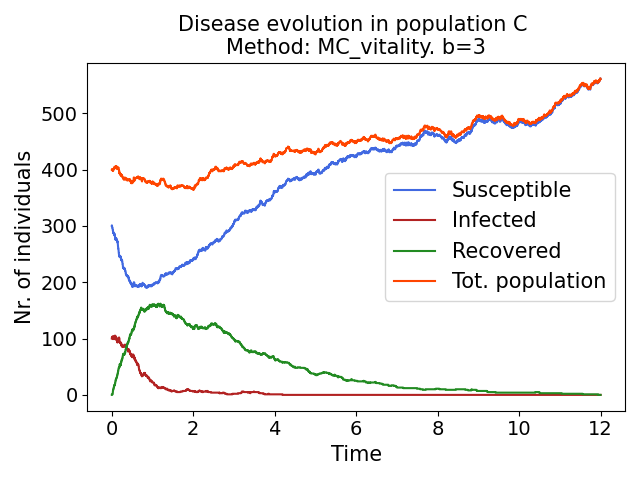 Disease evolution in population C
Method: MC_vitality. b=3
Nr. of individuals
500
400
300
200
100
0
Susceptible
Infected
Recovered
Tot. population
0 2 4 6 8 10 12
Time